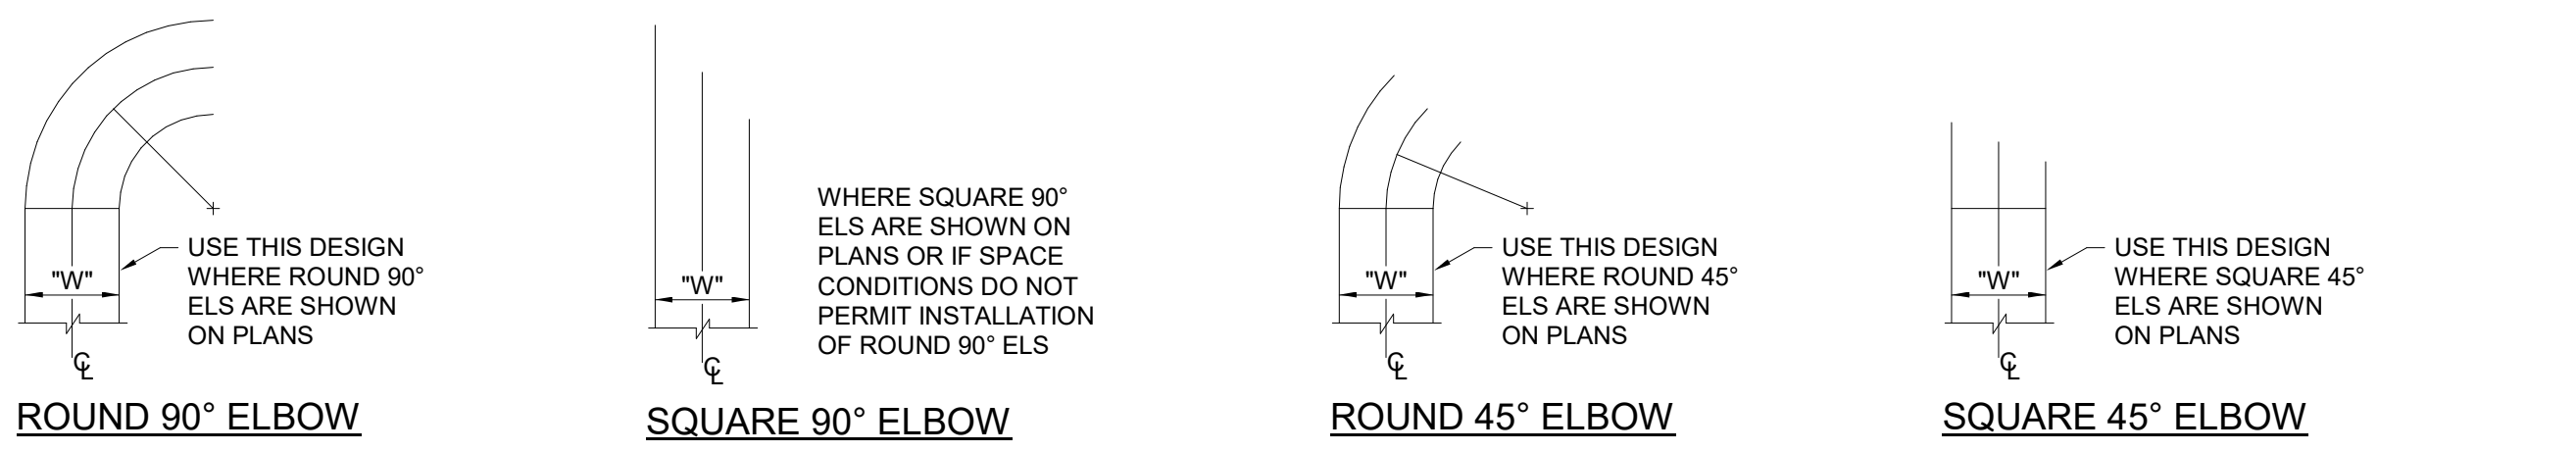 "W"
USE THIS DESIGN
WHERE ROUND 90°
ELS ARE SHOWN
ON PLANS
℄
ROUND 90° ELBOW
"W"
WHERE SQUARE 90°
ELS ARE SHOWN ON
PLANS OR IF SPACE
CONDITIONS DO NOT
PERMIT INSTALLATION
OF ROUND 90° ELS
℄
SQUARE 90° ELBOW
"W"
USE THIS DESIGN
WHERE ROUND 45°
ELS ARE SHOWN
ON PLANS
℄
ROUND 45° ELBOW
"W"
USE THIS DESIGN
WHERE SQUARE 45°
ELS ARE SHOWN
ON PLANS
℄
SQUARE 45° ELBOW